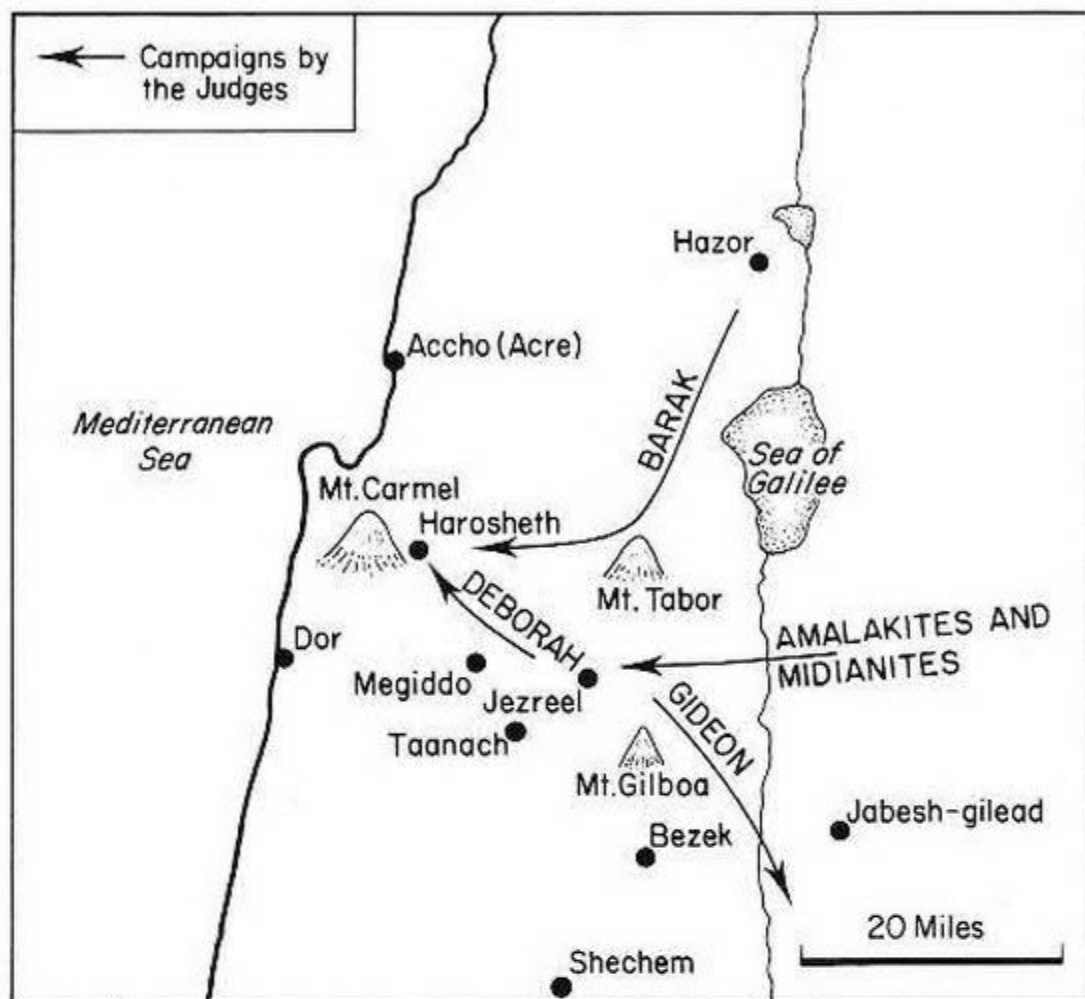 Campaigns by
the Judges
Hazor
Accho (Acre)
BARAK
Mediterranean
Sea
Sea of
Galilee
Mt. Carmel
Harosheth
Mt. Tabor
DEBORAH
Dor
AMALAKITES AND
MIDIANITES
Megiddo
Jezreel
GIDEON
Taanach
Mt. Gilboa
Jabesh-gilead
Bezek
20 Miles
Shechem